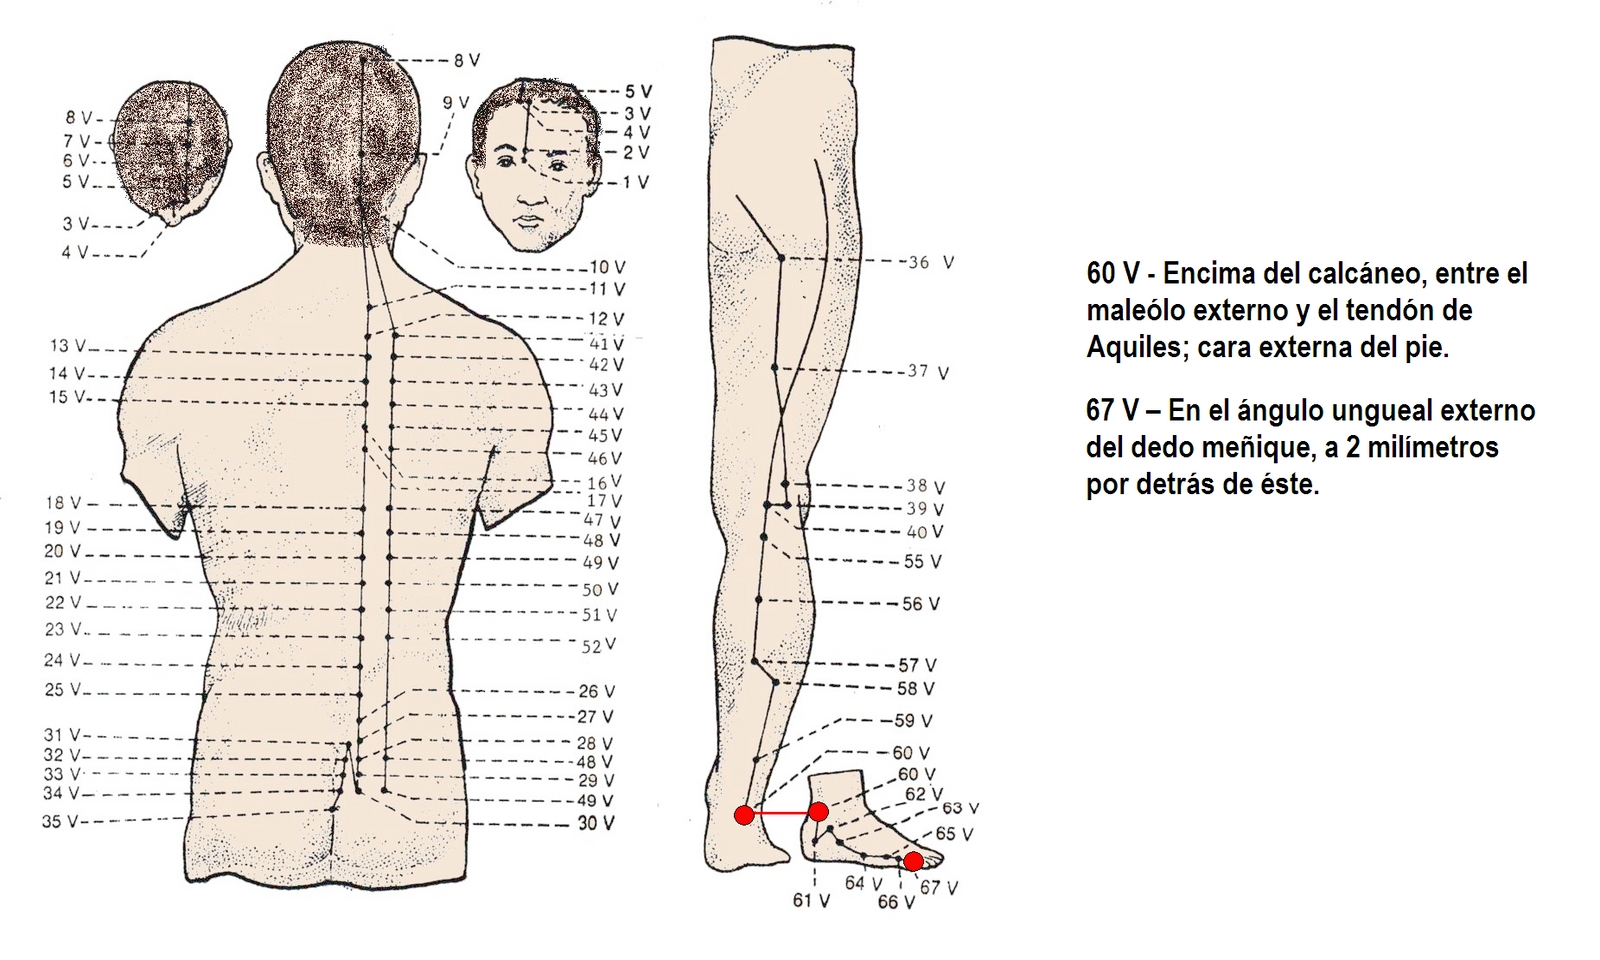 8 V
7 V
6 V
5 V
3 V
4 V
8 V
9 V
5 V
3 V
4 V
2 V
1 V
10 V
11 V
12 V
41 V
42 V
43 V
44 V
45 V
46 V
16 V
17 V
47 V
48 V
49 V
50 V
51 V
52 V
26 V
27 V
28 V
48 V
29 V
49 V
30 V
13 V
14 V
15 V
18 V
19 V
20 V
21 V
22 V
23 V
24 V
25 V
31 V
32 V
33 V
34 V
35 V
36 V
37 V
38 V
39 V
40 V
55 V
56 V
57 V
58 V
59 V
60 V
60 V
62 V
63 V
65 V
64 V
67 V
61 V
66 V
60 V - Encima del calcáneo, entre el
maleólo externo y el tendón de
Aquiles; cara externa del pie.
67 V – En el ángulo ungueal externo
del dedo meñique, a 2 milímetros
por detrás de éste.